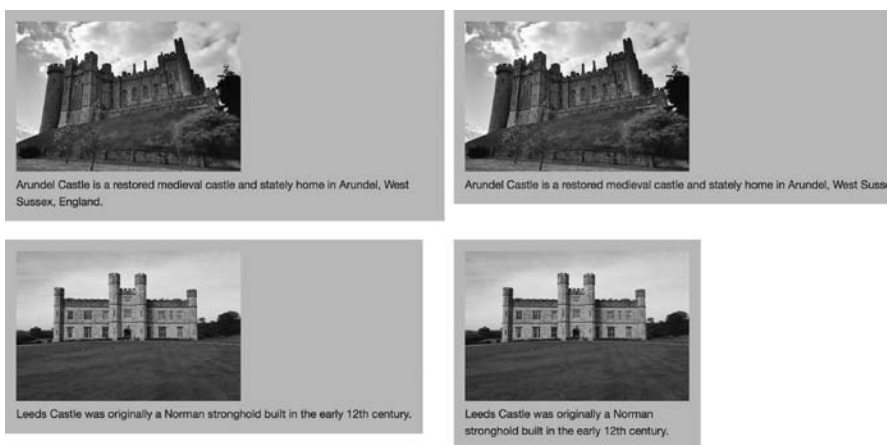 Arundel Castle is a restored medieval castle and stately home in Arundel, West
Sussex, England.
Arundel Castle is a restored medieval castle and stately home in Arundel, West Suss
Leeds Castle was originally a Norman stronghold built in the early 12th century.
Leeds Castle was originally a Norman
stronghold built in the early 12th century.